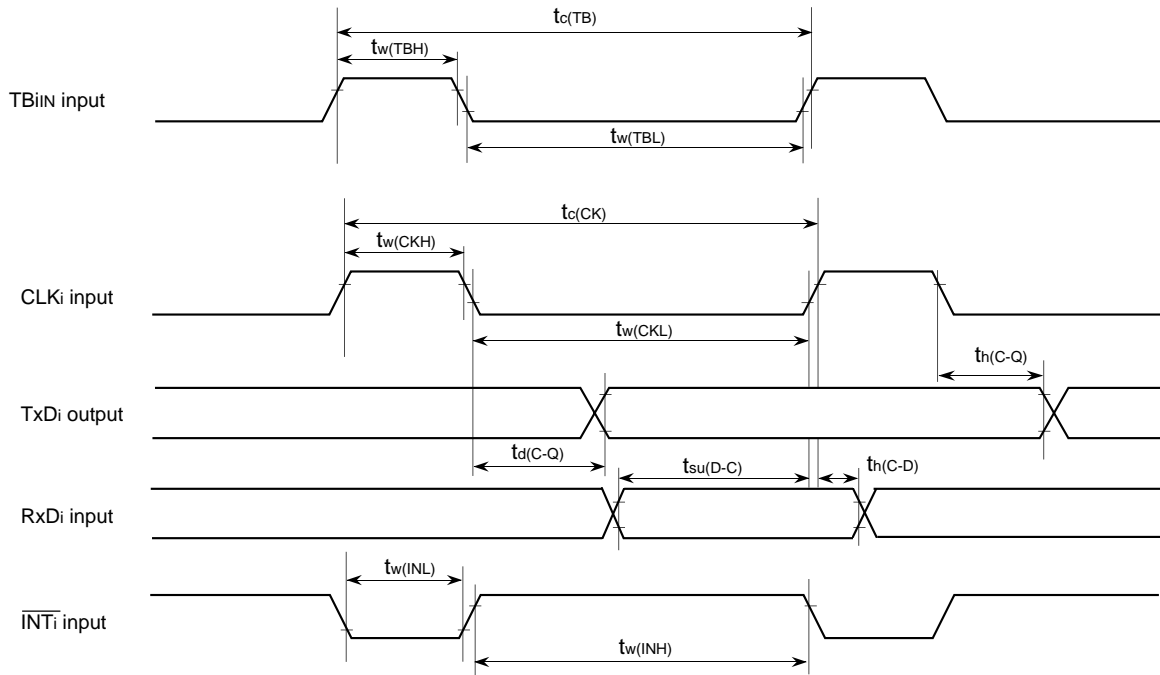 tc(TB)
tw(TBH)
TBiIN input
tw(TBL)
tc(CK)
tw(CKH)
CLKi input
tw(CKL)
th(C-Q)
TxDi output
td(C-Q)
tsu(D-C)
th(C-D)
RxDi input
tw(INL)
INTi input
tw(INH)